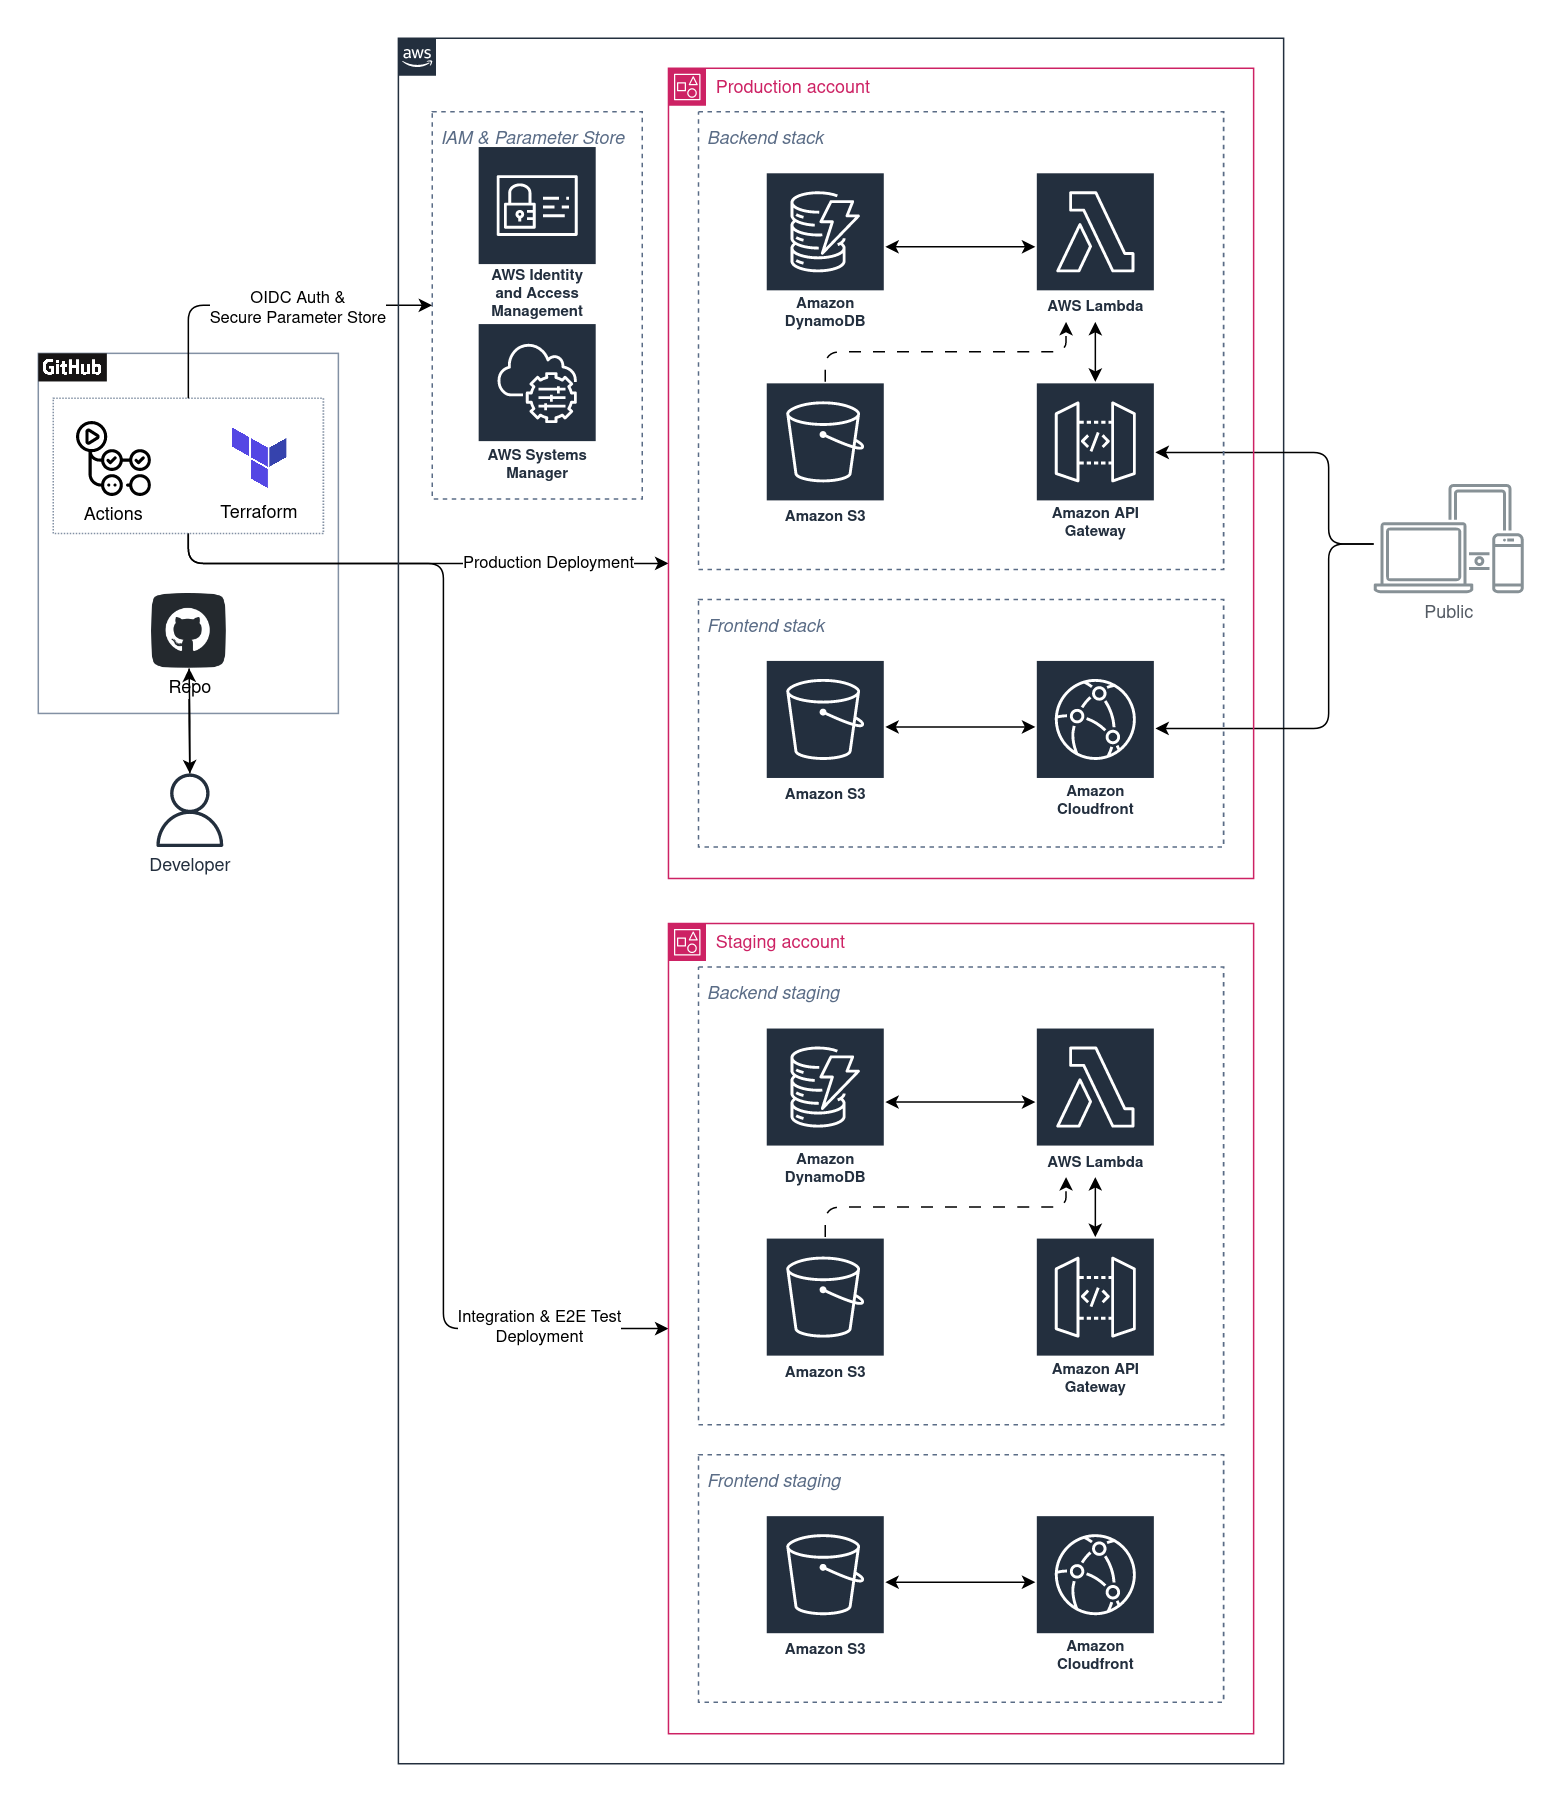 aws
Production account
IAM & Parameter Store
AWS Identity
and Access
Management
AWS Systems
Manager
Backend stack
Amazon
DynamoDB
AWS Lambda
Amazon S3
Amazon API
Gateway
OIDC Auth &
Secure Parameter Store
GitHub
Actions
Terraform
Production Deployment
Repo
Developer
Public
Frontend stack
Amazon S3
Amazon
Cloudfront
Staging account
Backend staging
Amazon
DynamoDB
AWS Lambda
Amazon S3
Amazon API
Gateway
Integration & E2E Test
Deployment
Frontend staging
Amazon S3
Amazon
Cloudfront